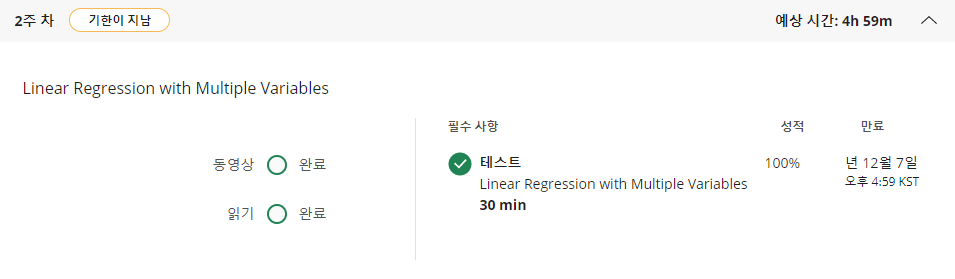 2주 차 기한이 지남 예상 시간: 4h 59m
Linear Regression with Multiple Variables
필수 사항 성적 만료
동영상 완료
읽기 완료
테스트 100% 년 12월 7일
Linear Regression with Multiple Variables 오후 4:59 KST
30 min